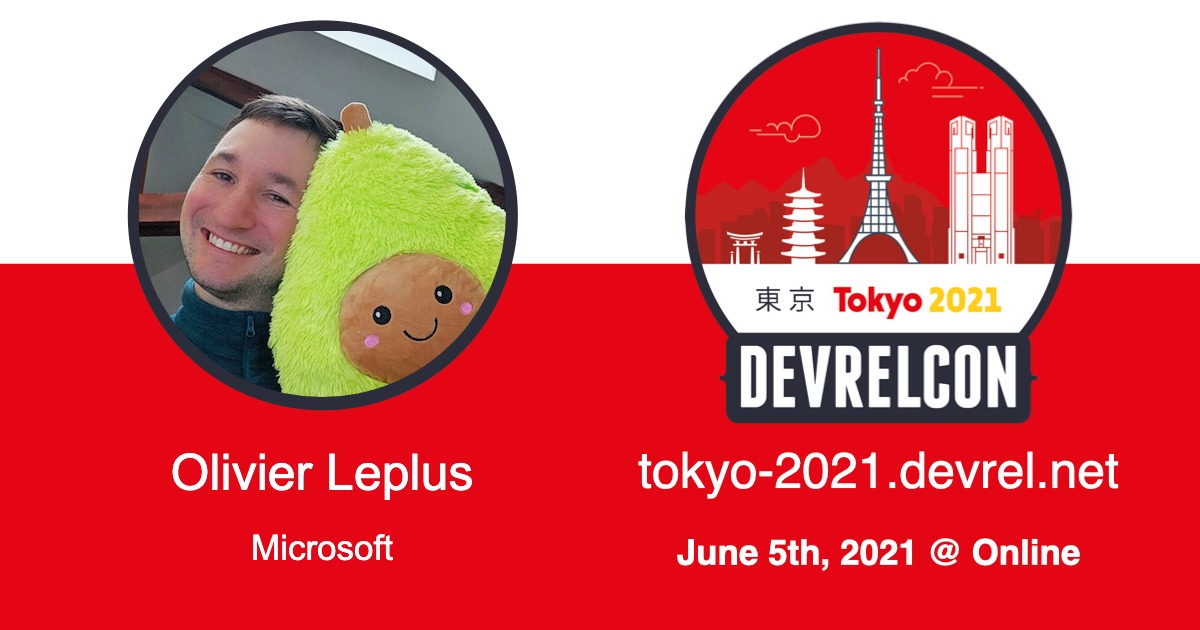 Olivier Leplus
Microsoft
東京 Tokyo 2021
DEVRELCON
tokyo-2021.devrel.net
June 5th, 2021 @ Online